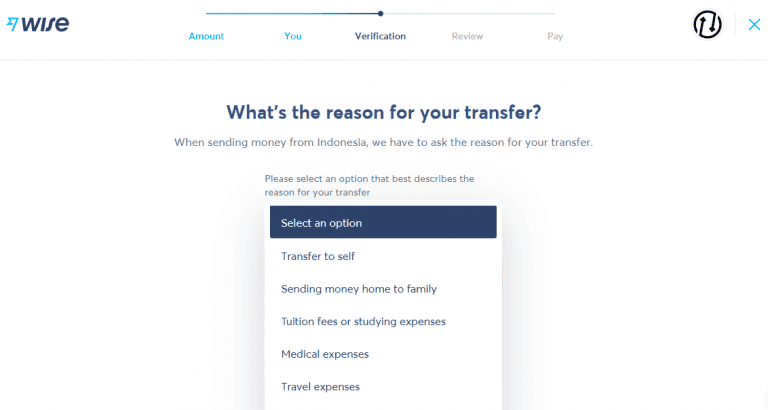 wise
Amount
You
Verification
Review
Pay
What's the reason for your transfer?
When sending money from Indonesia, we have to ask the reason for your transfer.
Please select an option that best describes the
reason for your transfer
Select an option
Transfer to self
Sending money home to family
Tuition fees or studying expenses
Medical expenses
Travel expenses